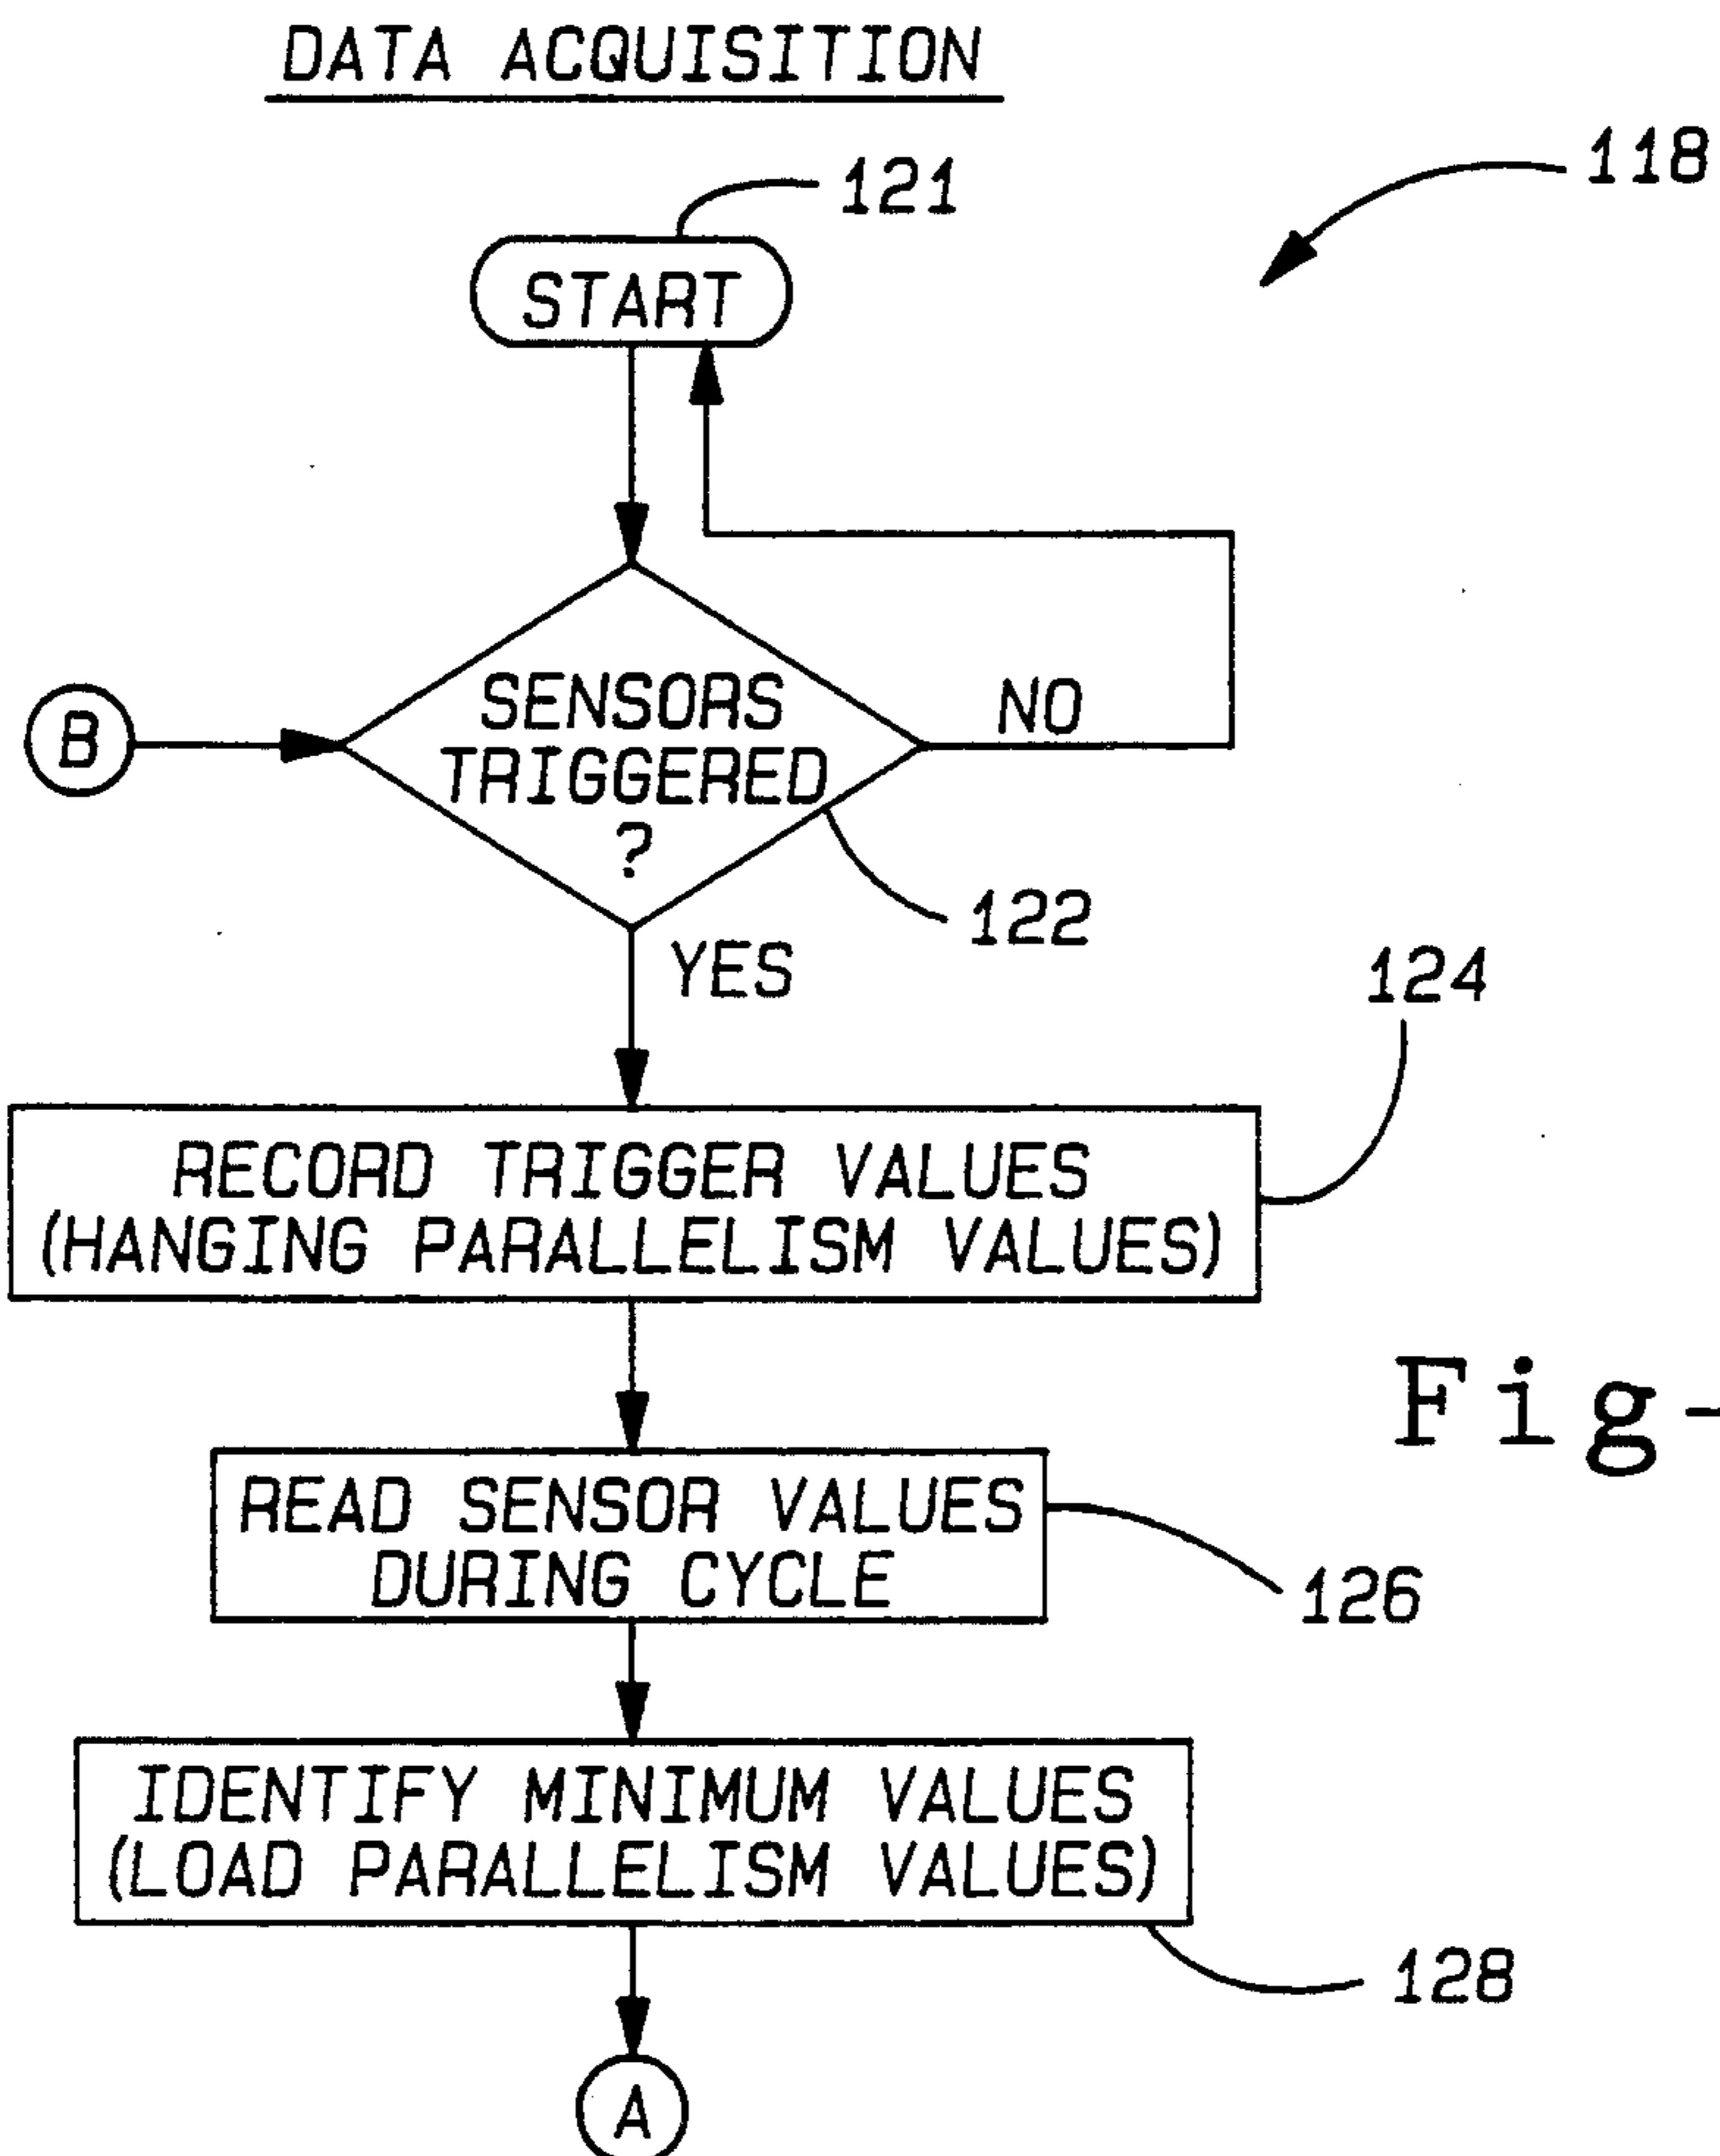 DATA ACQUISITION
118
121
START
SENSORS
TRIGGERED
?
NO
B
122
YES
124
RECORD TRIGGER VALUES
(HANGING PARALLELISM VALUES)
Fig-
READ SENSOR VALUES
DURING CYCLE
126
IDENTIFY MINIMUM VALUES
(LOAD PARALLELISM VALUES)
128
A